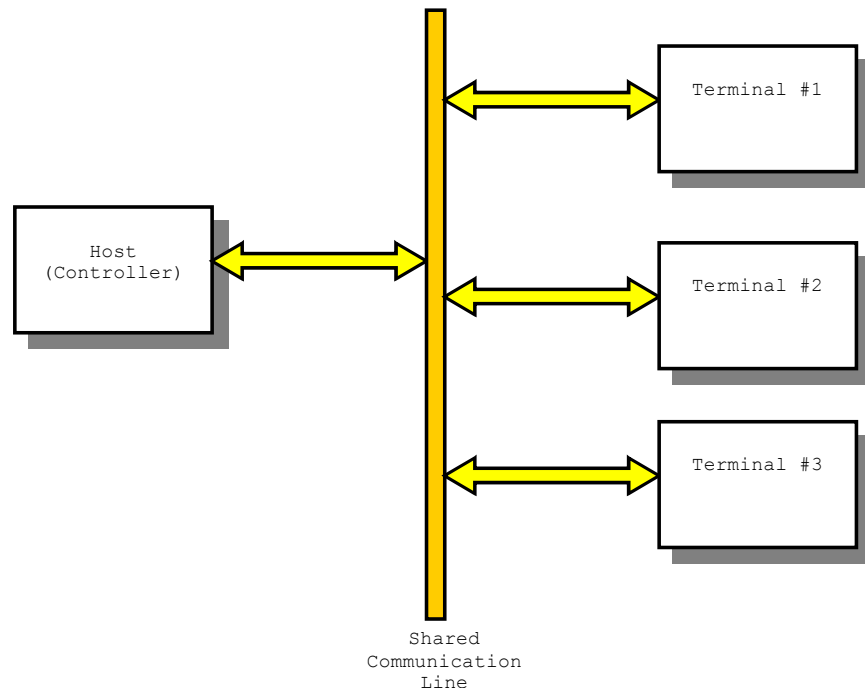 Terminal #1
Host
(Controller)
Terminal #2
Terminal #3
Shared
Communication
Line